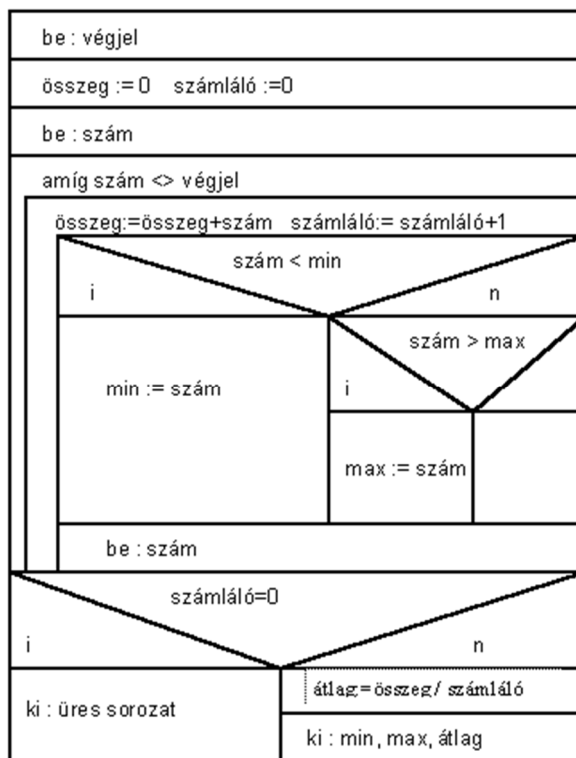 be : végjel
összeg := 0 számláló :=0
be : szám
amíg szám <> végjel
összeg:=összeg+szám számláló:= számláló+1
szám < min
i n
szám > max
i
min := szám
max := szám
be : szám
számláló=0
i n
ki : üres sorozat
átlag=összeg/ számláló
ki : min, max, átlag